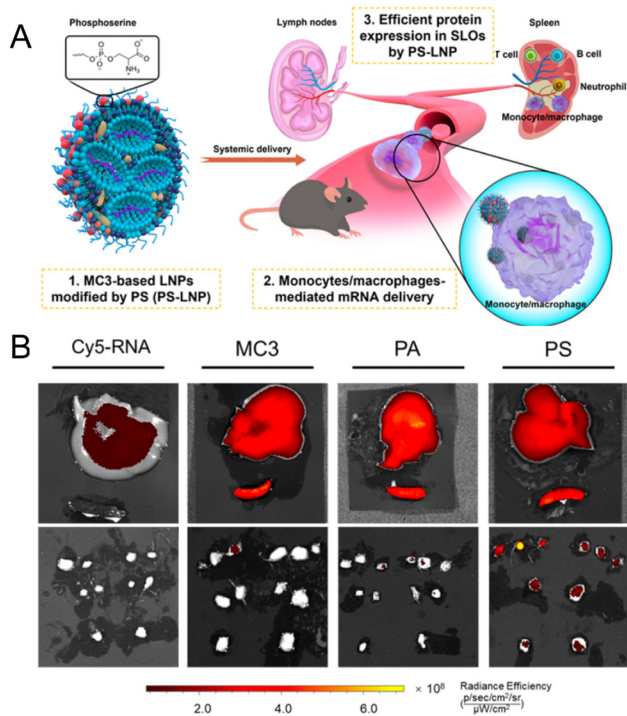 A
Phosphoserine
O
O⁻
P
O
O⁻
O
O⁻
NH₃
+
Systemic delivery
1. MC3-based LNPs
modified by PS (PS-LNP)
Lymph nodes
3. Efficient protein
expression in SLOs
by PS-LNP
Spleen
T cell
B cell
Neutrophil
Monocyte/macrophage
2. Monocytes/macrophages-
mediated mRNA delivery
Monocyte/macrophage
B
Cy5-RNA
MC3
PA
PS
2.0
4.0
6.0
× 10⁸
Radiance Efficiency
(p/sec/cm²/sr / µW/cm²)